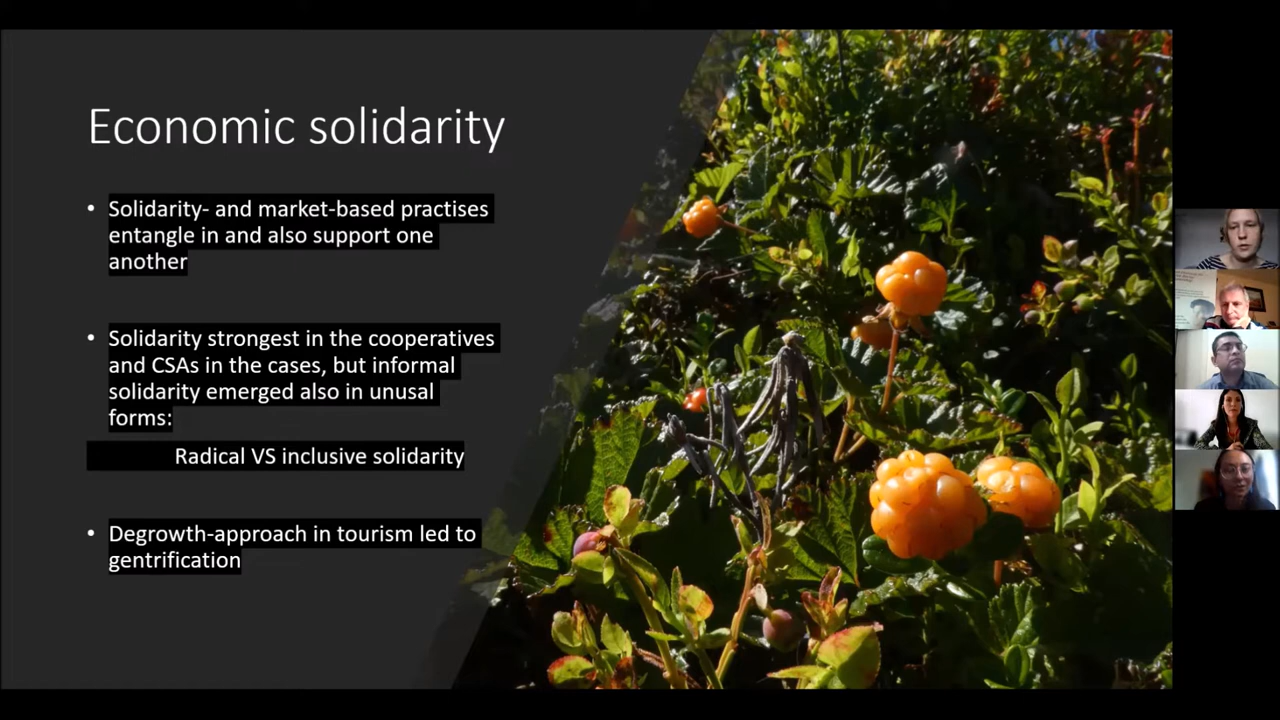 Economic solidarity
• Solidarity- and market-based practises
entangle in and also support one
another
• Solidarity strongest in the cooperatives
and CSAs in the cases, but informal
solidarity emerged also in unusual
forms:
Radical VS inclusive solidarity
• Degrowth-approach in tourism led to
gentrification